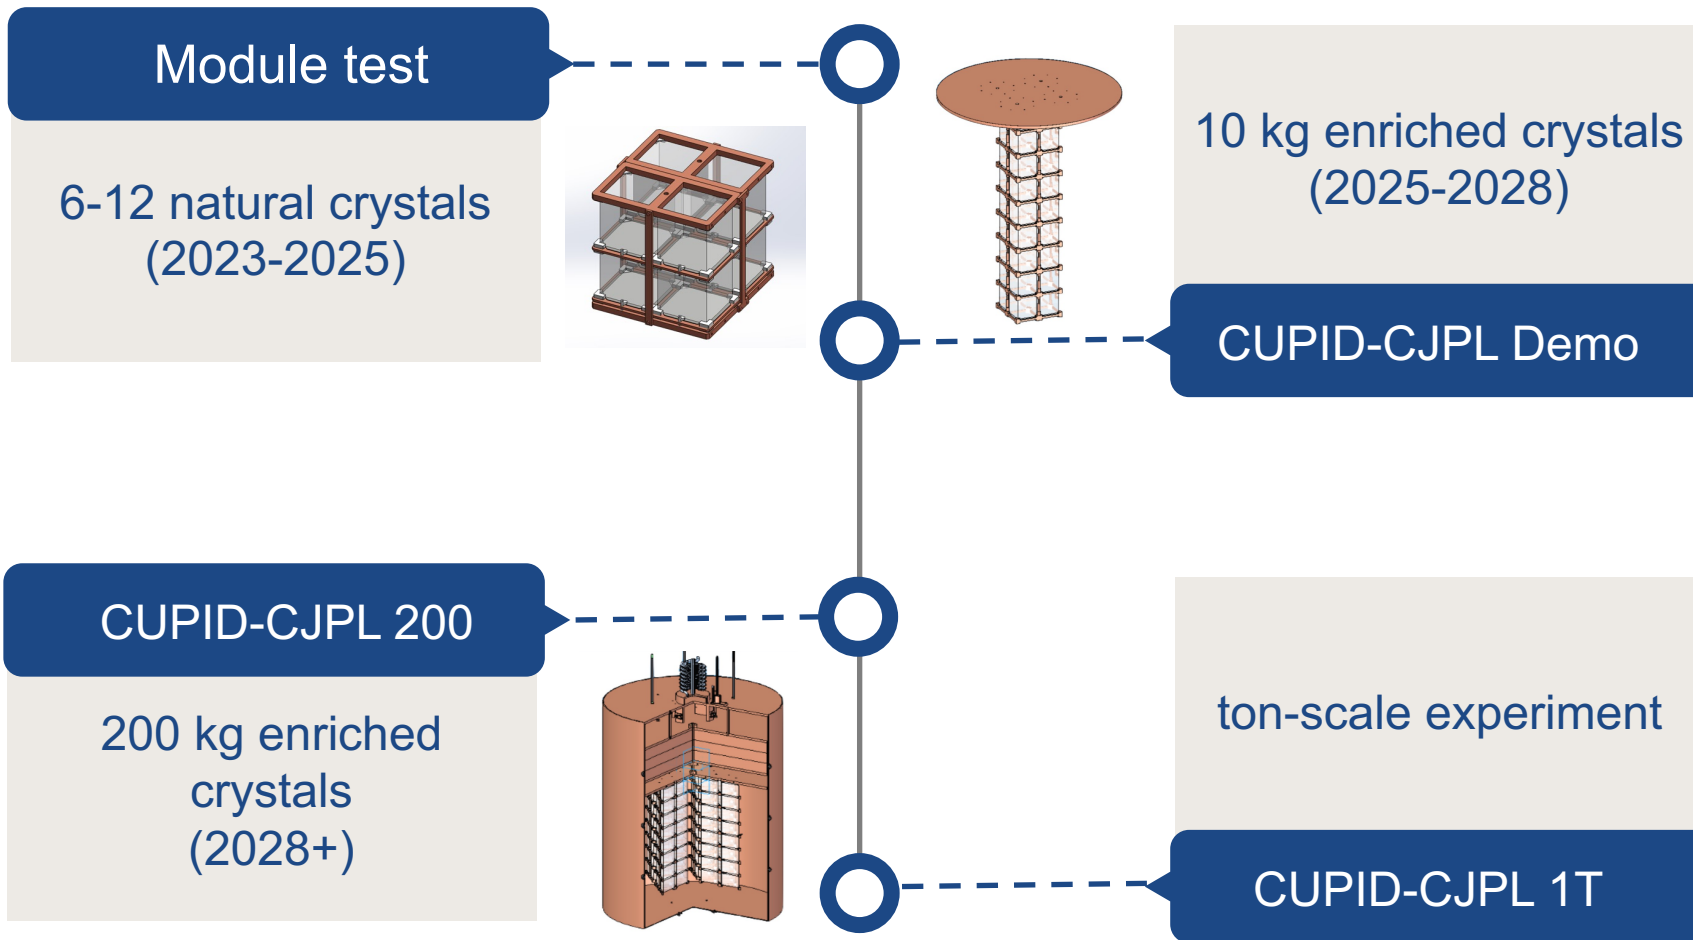 Module test
6-12 natural crystals
(2023-2025)
10 kg enriched crystals
(2025-2028)
CUPID-CJPL Demo
CUPID-CJPL 200
200 kg enriched
crystals
(2028+)
ton-scale experiment
CUPID-CJPL 1T